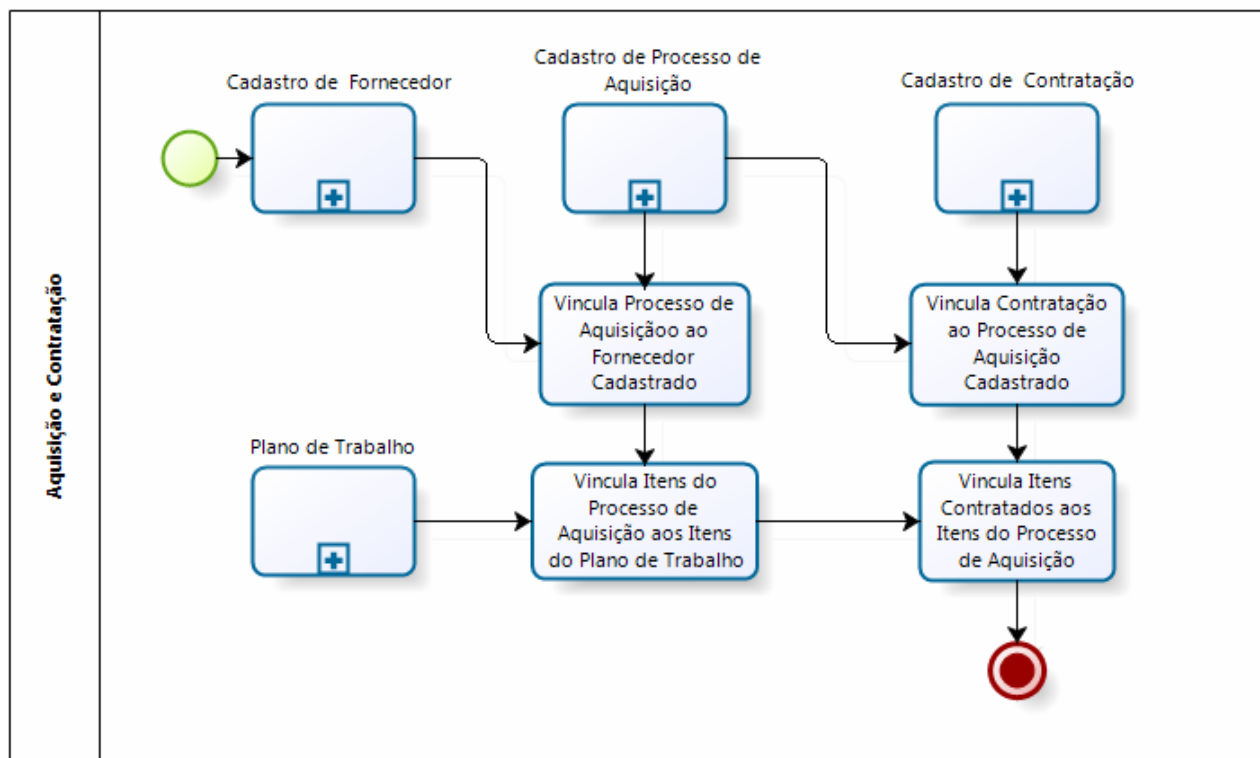 Aquisição e Contratação
Cadastro de Fornecedor
Cadastro de Processo de
Aquisição
Cadastro de Contratação
Vincula Processo de
Aquisiçãoo ao
Fornecedor
Cadastrado
Vincula Contratação
ao Processo de
Aquisição
Cadastrado
Plano de Trabalho
Vincula Itens do
Processo de
Aquisição aos Itens
do Plano de Trabalho
Vincula Itens
Contratados aos
Itens do Processo
de Aquisição